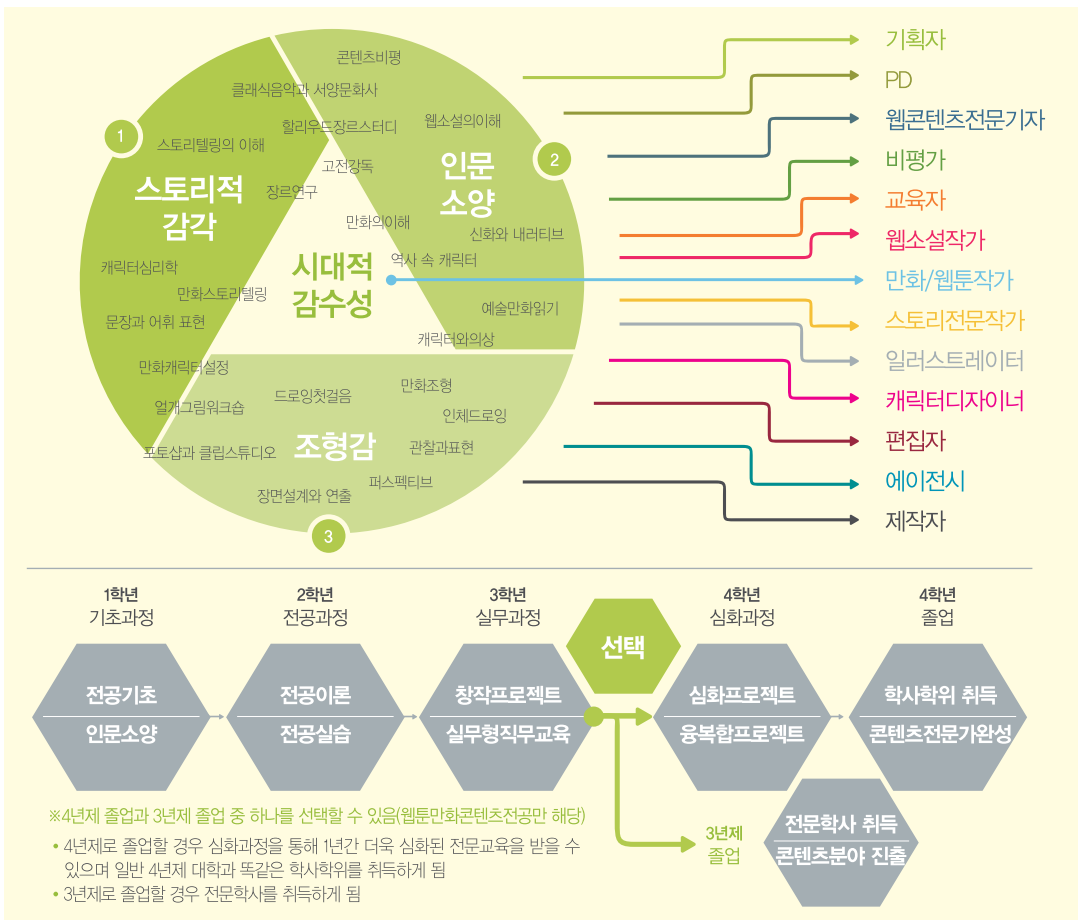 콘텐츠비평
클래식음악과 서양문화사
할리우드장르스터디
웹소설의이해
1
스토리텔링의 이해
2
고전강독
인문
소양
스토리적
감각
장르연구
만화의이해
신화와 내러티브
시대적
감수성
역사 속 캐릭터
캐릭터심리학
만화스토리텔링
예술만화읽기
문장과 어휘 표현
캐릭터와의상
만화캐릭터설정
드로잉첫걸음
만화조형
얼개그림워크숍
인체드로잉
조형감
관찰과표현
포토샵과 클립스튜디오
퍼스펙티브
장면설계와 연출
3
기획자
PD
웹콘텐츠전문기자
비평가
교육자
웹소설작가
만화/웹툰작가
스토리전문작가
일러스트레이터
캐릭터디자이너
편집자
에이전시
제작자
1학년
기초과정
2학년
전공과정
3학년
실무과정
4학년
심화과정
4학년
졸업
선택
전공기초
인문소양
전공이론
전공실습
창작프로젝트
실무형직무교육
심화프로젝트
융복합프로젝트
학사학위 취득
콘텐츠전문가완성
※4년제 졸업과 3년제 졸업 중 하나를 선택할 수 있음(웹툰만화콘텐츠전공만 해당)
• 4년제로 졸업할 경우 심화과정을 통해 1년간 더욱 심화된 전문교육을 받을 수
있으며 일반 4년제 대학과 똑같은 학사학위를 취득하게 됨
• 3년제로 졸업할 경우 전문학사를 취득하게 됨
3년제
졸업
전문학사 취득
콘텐츠분야 진출